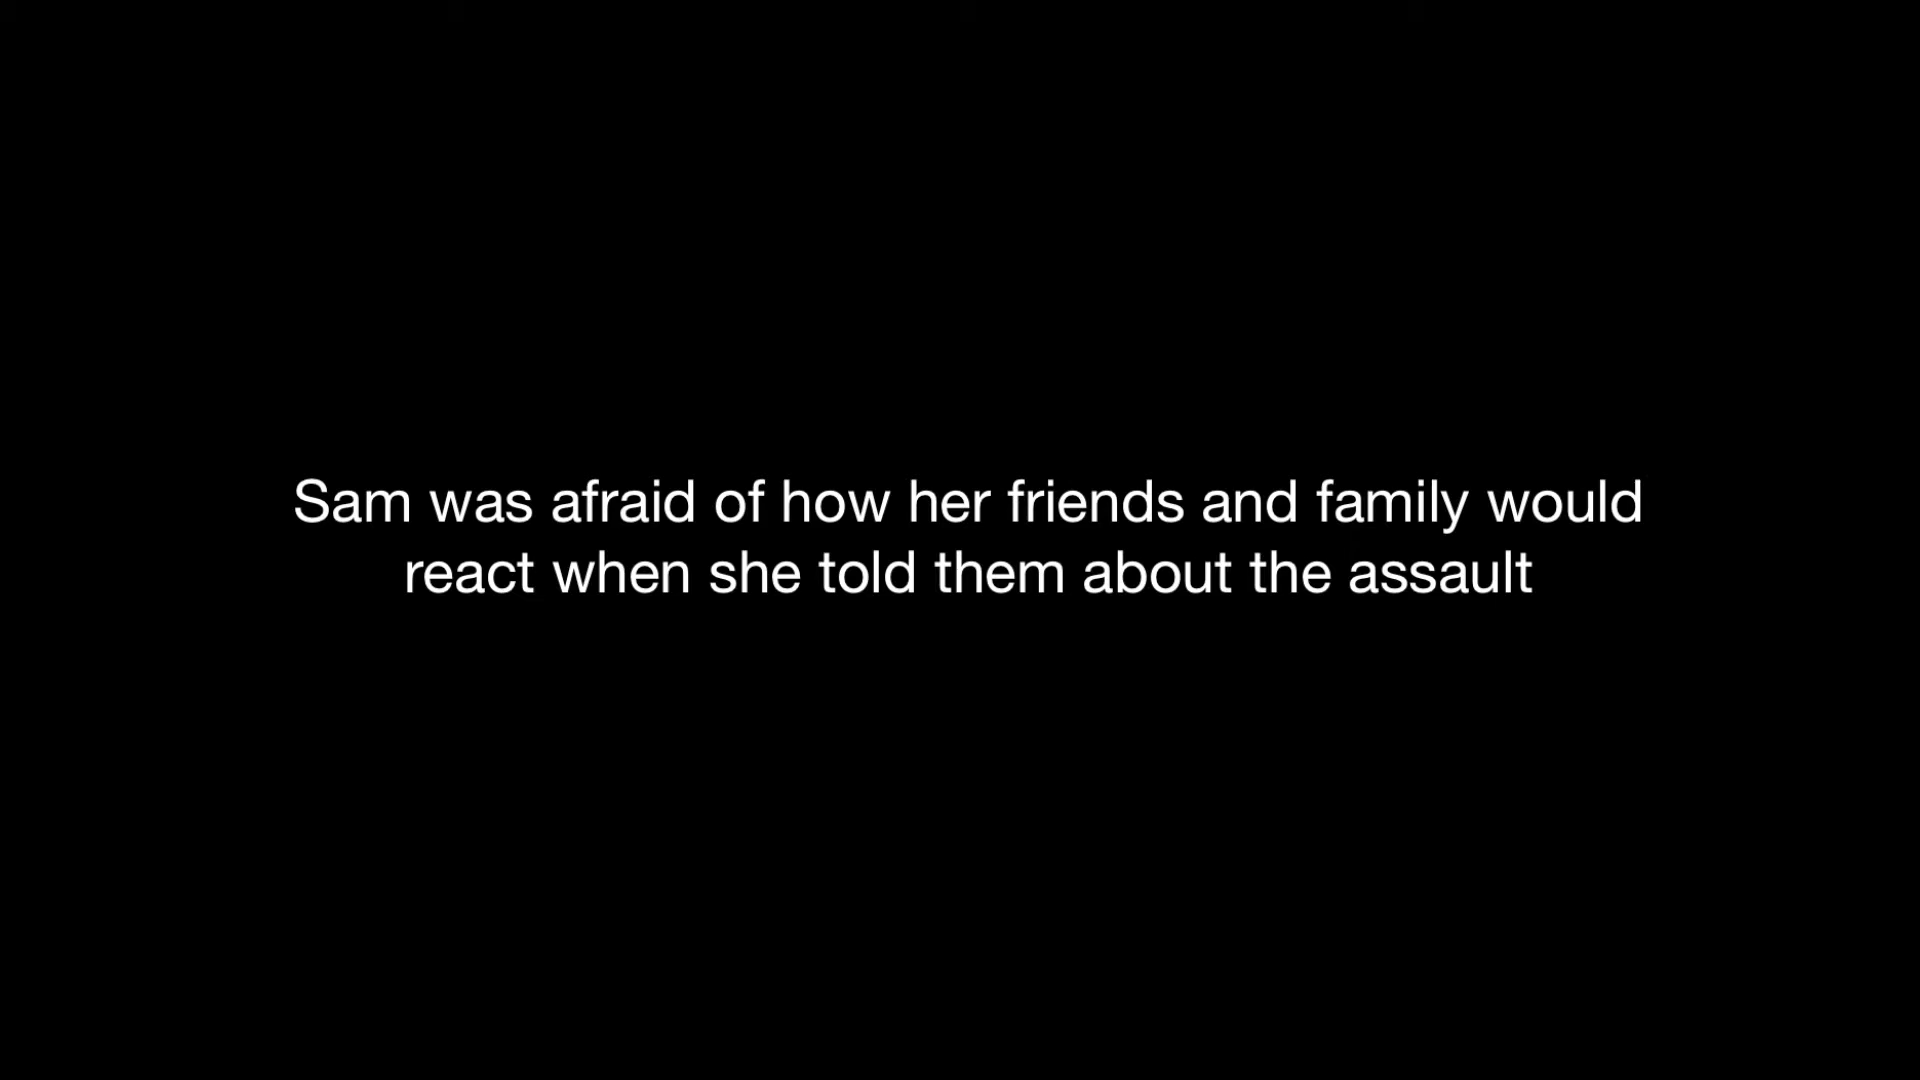 Sam was afraid of how her friends and family would
react when she told them about the assault